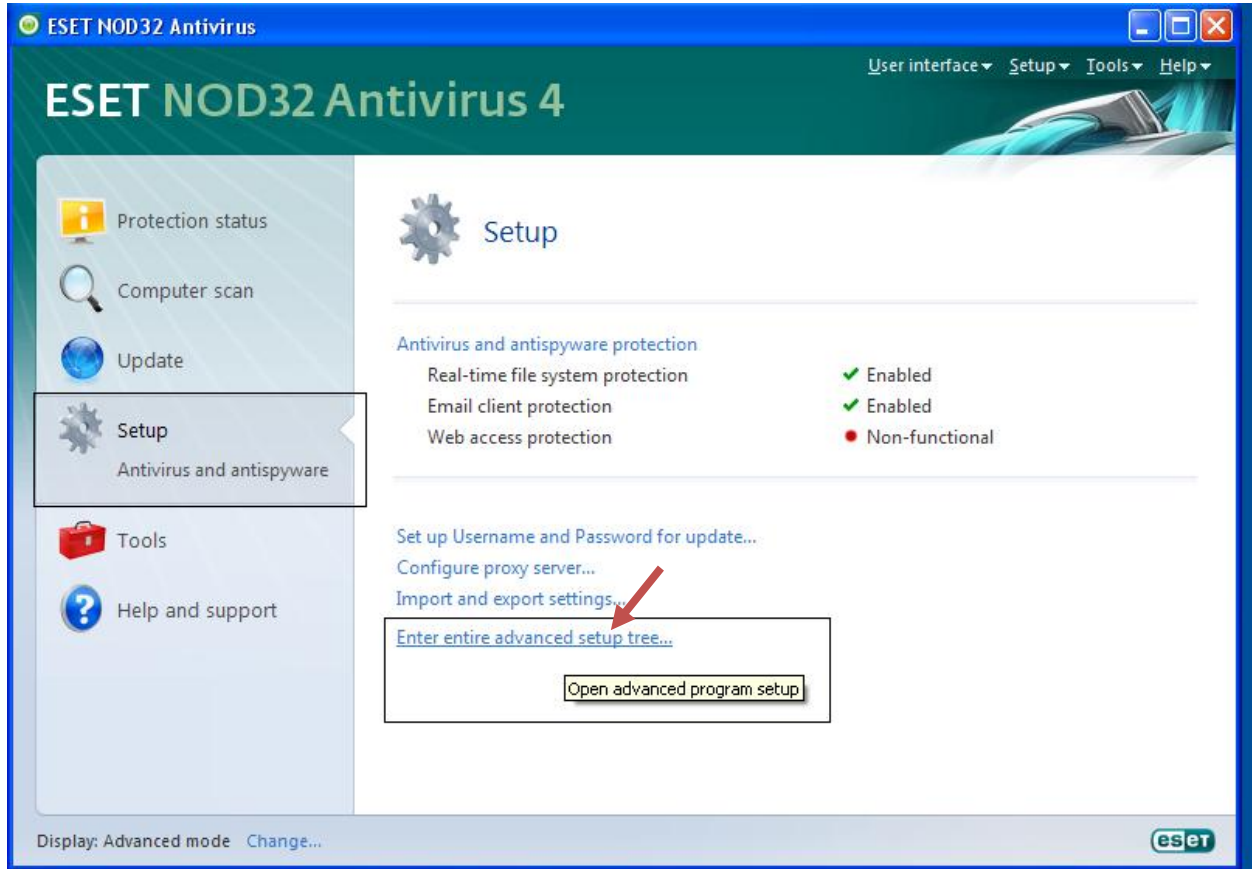 ESET NOD32 Antivirus
User interface Setup Tools Help
ESET NOD32 Antivirus 4
Protection status
Computer scan
Update
Setup
Antivirus and antispyware
Tools
Help and support
Setup
Antivirus and antispyware protection
Real-time file system protection Enabled
Email client protection Enabled
Web access protection Non-functional
Set up Username and Password for update...
Configure proxy server...
Import and export settings...
Enter entire advanced setup tree...
Open advanced program setup
Display: Advanced mode Change...
eset